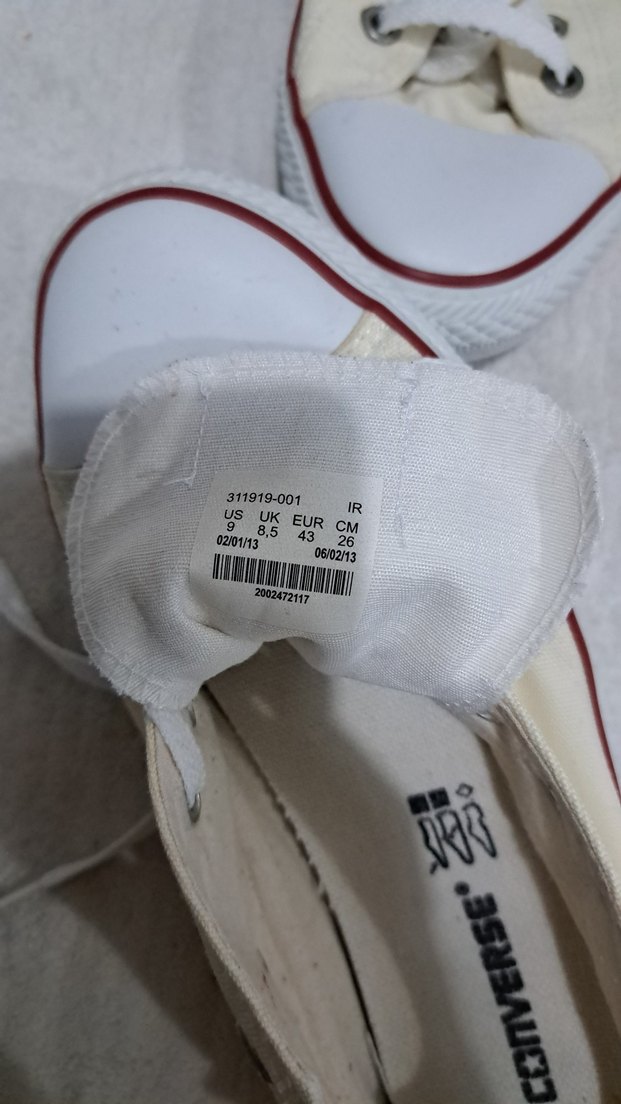 311919-001 IR
US UK EUR CM
9 8,5 43 26
02/01/13 06/02/13
2002472117
CONVERSE®